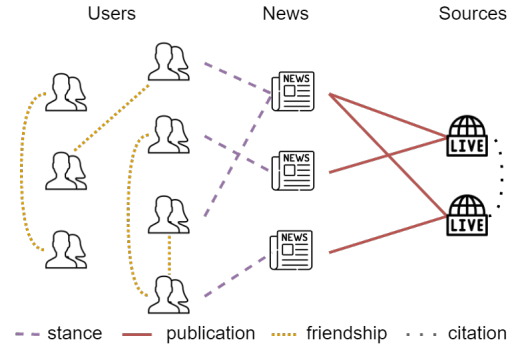 Users News Sources
NEWS
NEWS
NEWS
LIVE
LIVE
stance publication friendship citation